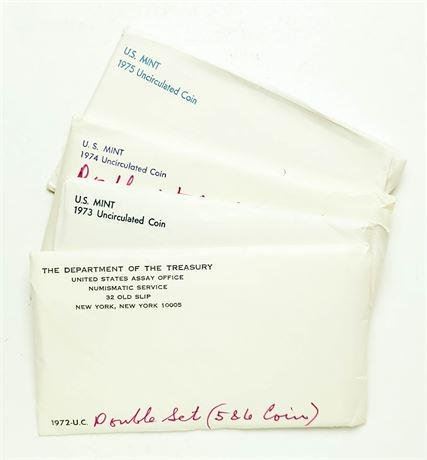 U.S. MINT
1975 Uncirculated Coin
U.S. MINT
1974 Uncirculated Coin
U.S. MINT
1973 Uncirculated Coin
THE DEPARTMENT OF THE TREASURY
UNITED STATES ASSAY OFFICE
NUMISMATIC SERVICE
32 OLD SLIP
NEW YORK, NEW YORK 10005
1972-U.C. Double Set (5&6 Coin)